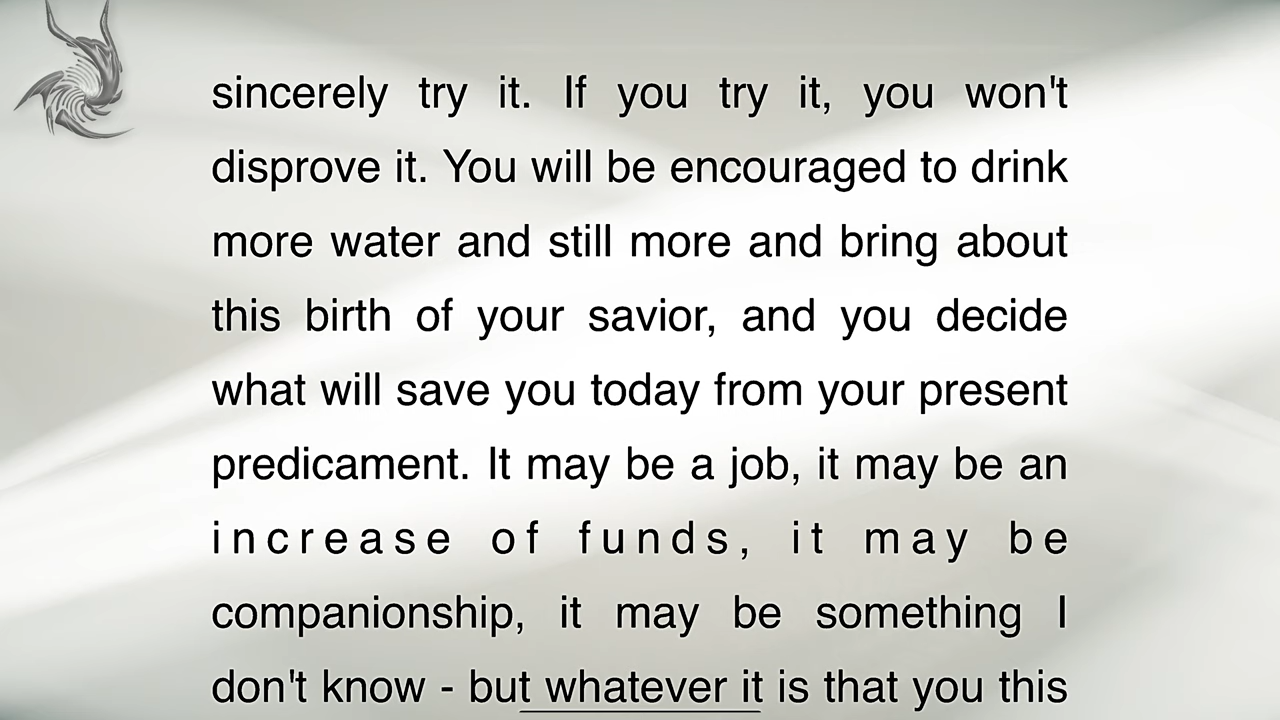 sincerely try it. If you try it, you won't
disprove it. You will be encouraged to drink
more water and still more and bring about
this birth of your savior, and you decide
what will save you today from your present
predicament. It may be a job, it may be an
increase of funds, it may be
companionship, it may be something I
don't know - but whatever it is that you this